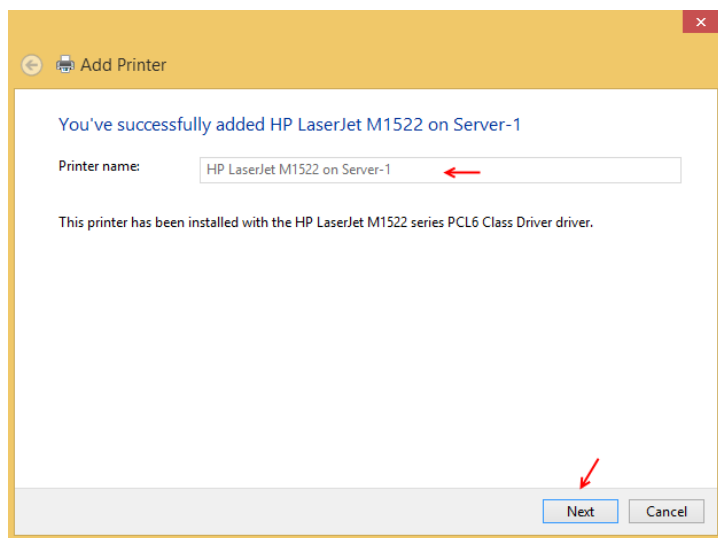 Add Printer
You've successfully added HP LaserJet M1522 on Server-1
Printer name: HP LaserJet M1522 on Server-1
This printer has been installed with the HP LaserJet M1522 series PCL6 Class Driver driver.
Next Cancel